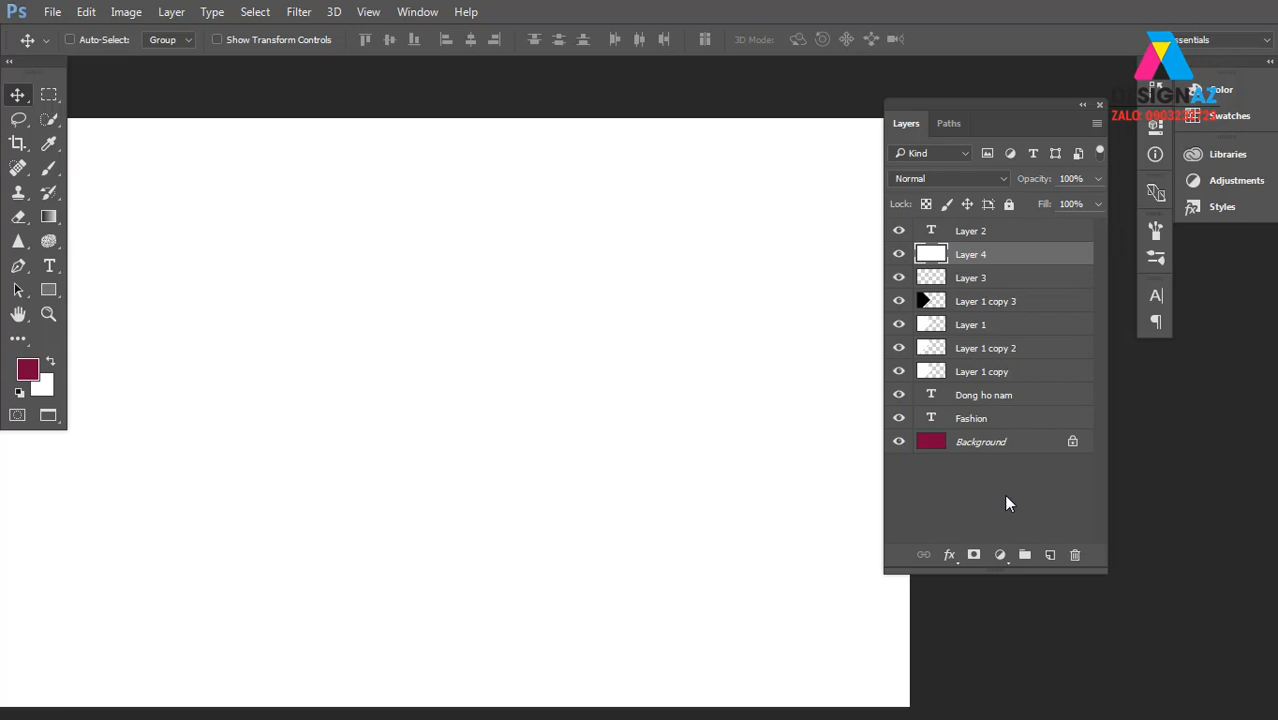 Ps File Edit Image Layer Type Select Filter 3D View Window Help
Auto-Select: Group Show Transform Controls 3D Mode: ssentials
DESIGNAZ
ZALO:
Color
Swatches
Libraries
Adjustments
Styles
Layers Paths
Kind
Normal Opacity: 100%
Lock: Fill: 100%
Layer 2
Layer 4
Layer 3
Layer 1 copy 3
Layer 1
Layer 1 copy 2
Layer 1 copy
Dong ho nam
Fashion
Background
fx